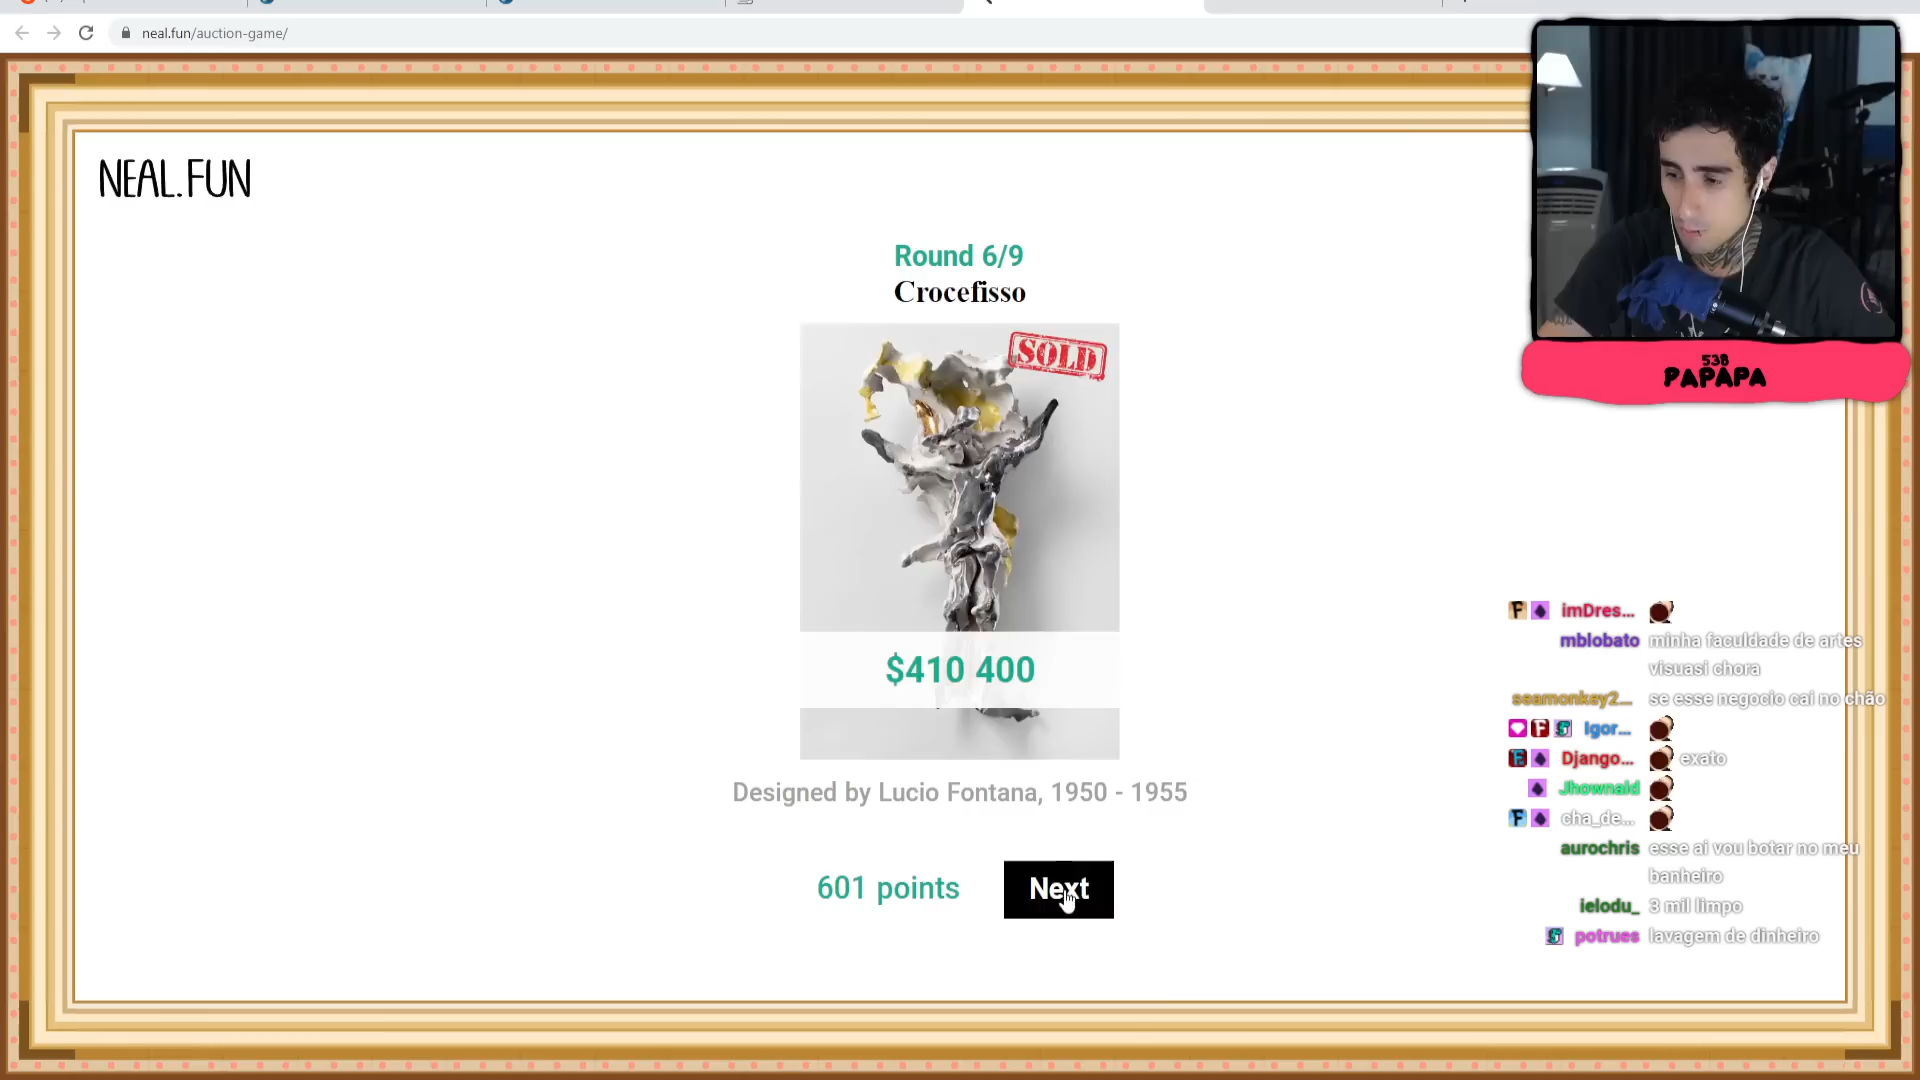 neal.fun/auction-game/
NEAL.FUN
Round 6/9
Crocefisso
SOLD
$410 400
Designed by Lucio Fontana, 1950 - 1955
601 points
Next
538
PAPAPA
imDres...
mblobato minha faculdade de artes
visuasi chora
seamonkey2... se esse negocio cai no chão
Igor...
Django... exato
Jhownald
cha_de...
aurochris esse ai vou botar no meu
banheiro
ielodu_ 3 mil limpo
potrues lavagem de dinheiro